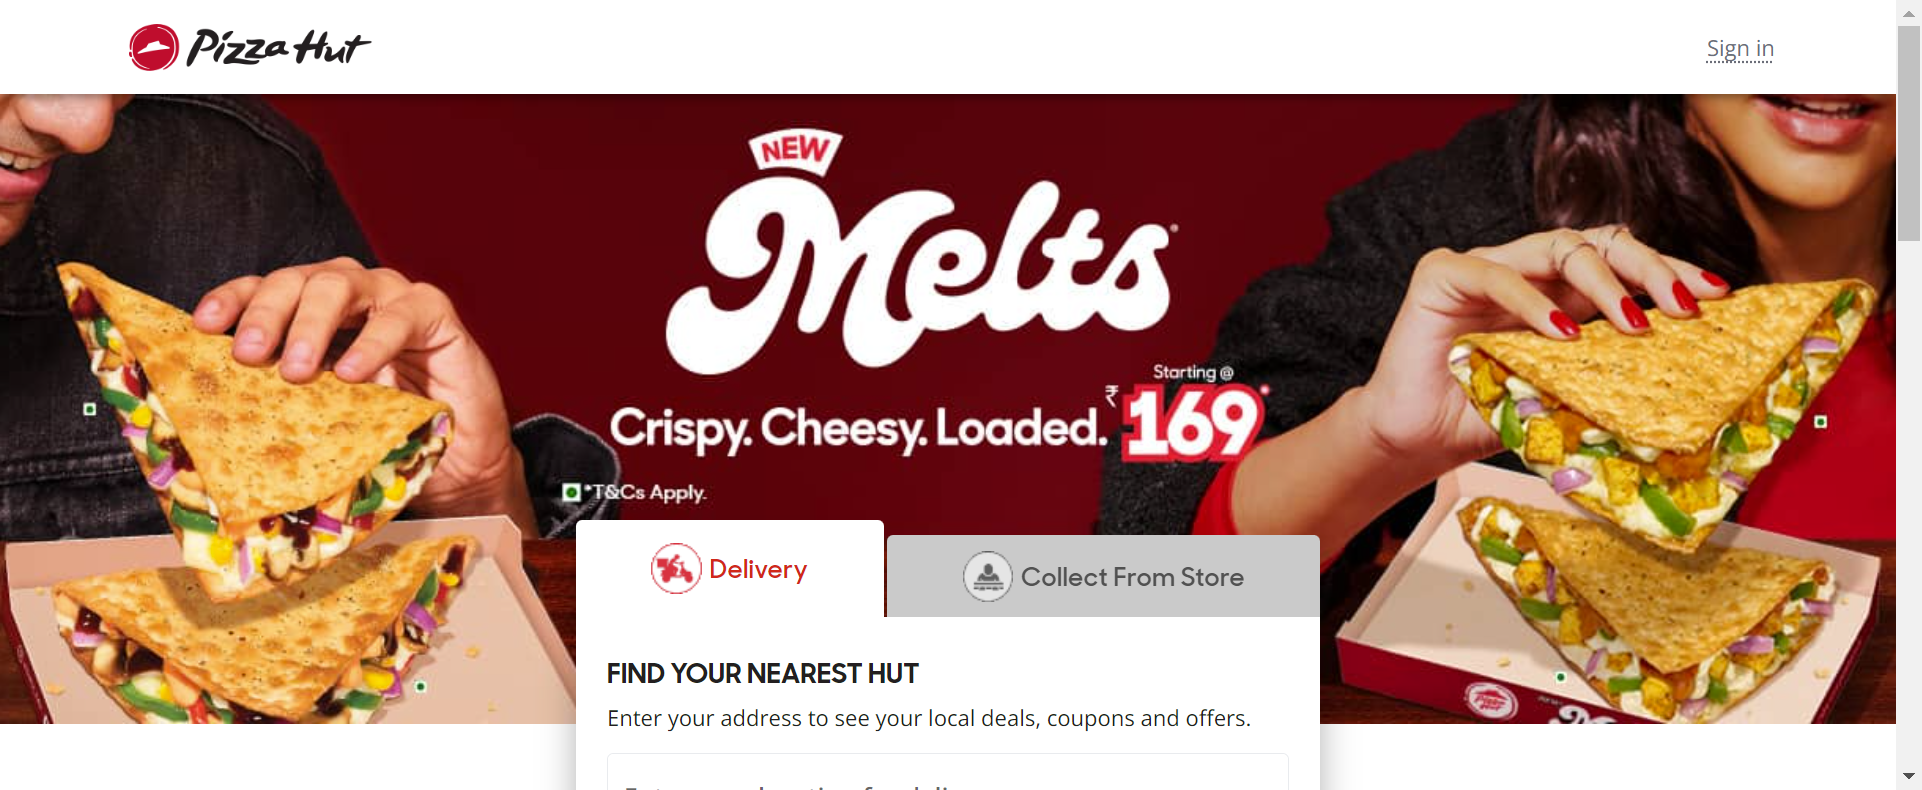 Pizza Hut
Sign in
NEW
Melts
Starting @
Crispy. Cheesy. Loaded. ₹169*
*T&Cs Apply.
Delivery
Collect From Store
FIND YOUR NEAREST HUT
Enter your address to see your local deals, coupons and offers.